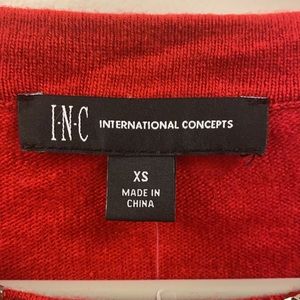 I.N.C INTERNATIONAL CONCEPTS
XS
MADE IN
CHINA